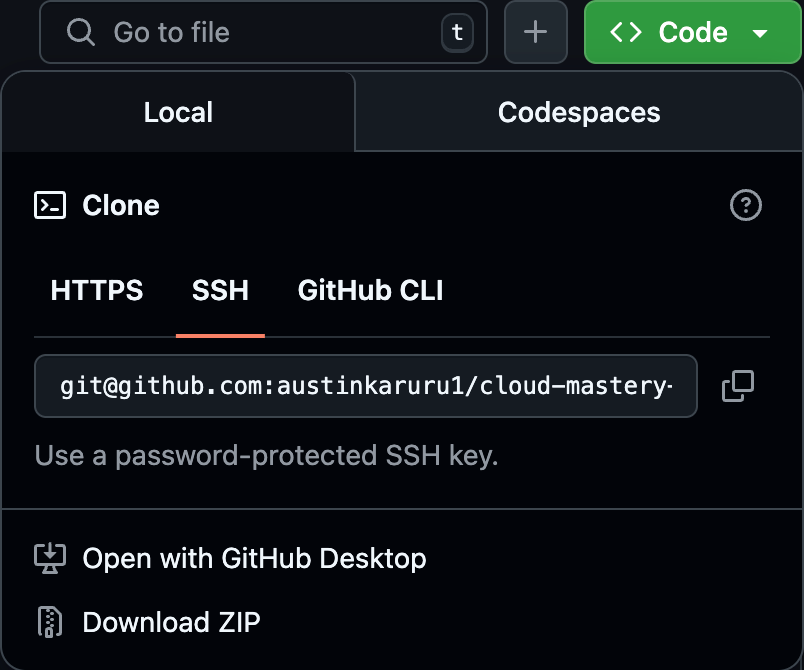 Go to file t + <> Code
Local Codespaces
Clone ?
HTTPS SSH GitHub CLI
git@github.com:austinkaruru1/cloud-mastery-
Use a password-protected SSH key.
Open with GitHub Desktop
Download ZIP